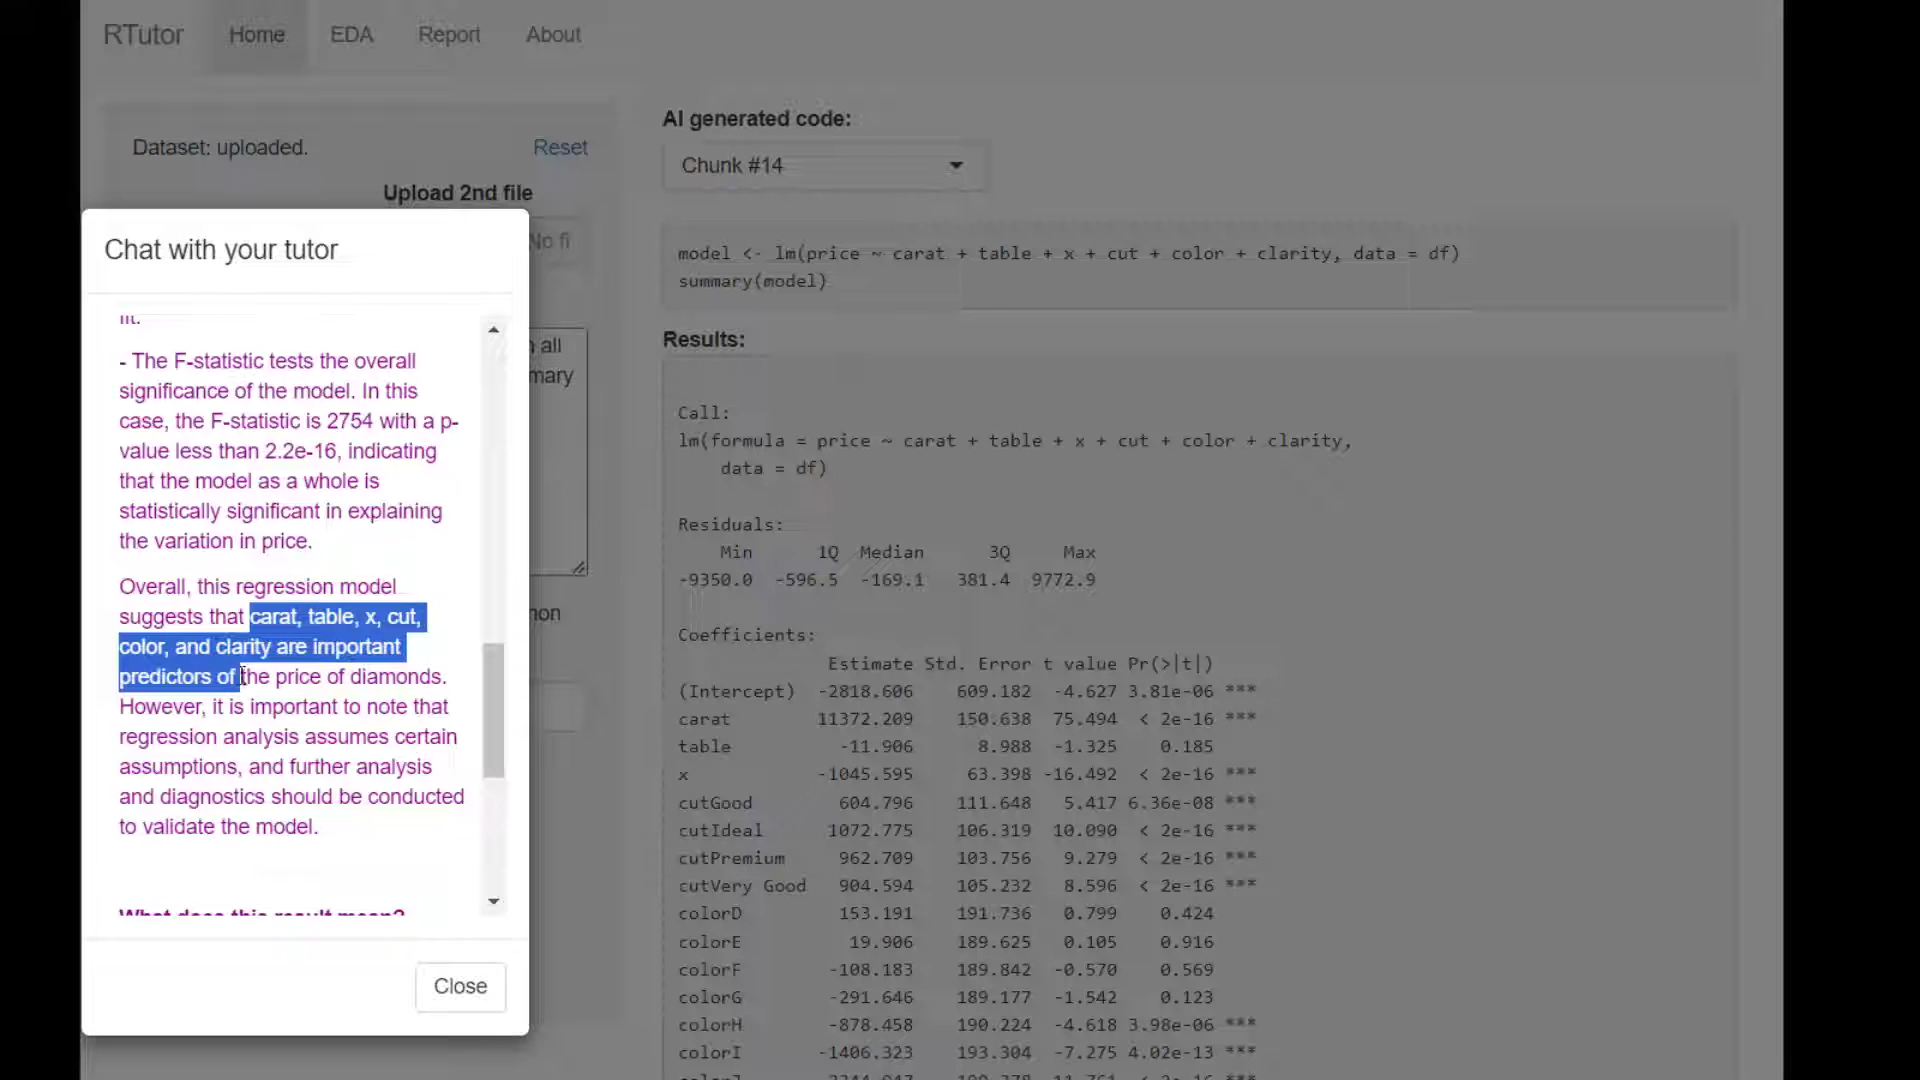 RTutor Home EDA Report About
Dataset: uploaded. Reset
Upload 2nd file
No fi
all
mary
non
Chat with your tutor
fit.
- The F-statistic tests the overall
significance of the model. In this
case, the F-statistic is 2754 with a p-
value less than 2.2e-16, indicating
that the model as a whole is
statistically significant in explaining
the variation in price.
Overall, this regression model
suggests that carat, table, x, cut,
color, and clarity are important
predictors of the price of diamonds.
However, it is important to note that
regression analysis assumes certain
assumptions, and further analysis
and diagnostics should be conducted
to validate the model.
What does this result mean?
Close
AI generated code:
Chunk #14
model <- lm(price ~ carat + table + x + cut + color + clarity, data = df)
summary(model)
Results:
Call:
lm(formula = price ~ carat + table + x + cut + color + clarity,
data = df)
Residuals:
Min 1Q Median 3Q Max
-9350.0 -596.5 -169.1 381.4 9772.9
Coefficients:
Estimate Std. Error t value Pr(>|t|)
(Intercept) -2818.606 609.182 -4.627 3.81e-06 ***
carat 11372.209 150.638 75.494 < 2e-16 ***
table -11.906 8.988 -1.325 0.185
x -1045.595 63.398 -16.492 < 2e-16 ***
cutGood 604.796 111.648 5.417 6.36e-08 ***
cutIdeal 1072.775 106.319 10.090 < 2e-16 ***
cutPremium 962.709 103.756 9.279 < 2e-16 ***
cutVery Good 904.594 105.232 8.596 < 2e-16 ***
colorD 153.191 191.736 0.799 0.424
colorE 19.906 189.625 0.105 0.916
colorF -108.183 189.842 -0.570 0.569
colorG -291.646 189.177 -1.542 0.123
colorH -878.458 190.224 -4.618 3.98e-06 ***
colorI -1406.323 193.304 -7.275 4.02e-13 ***